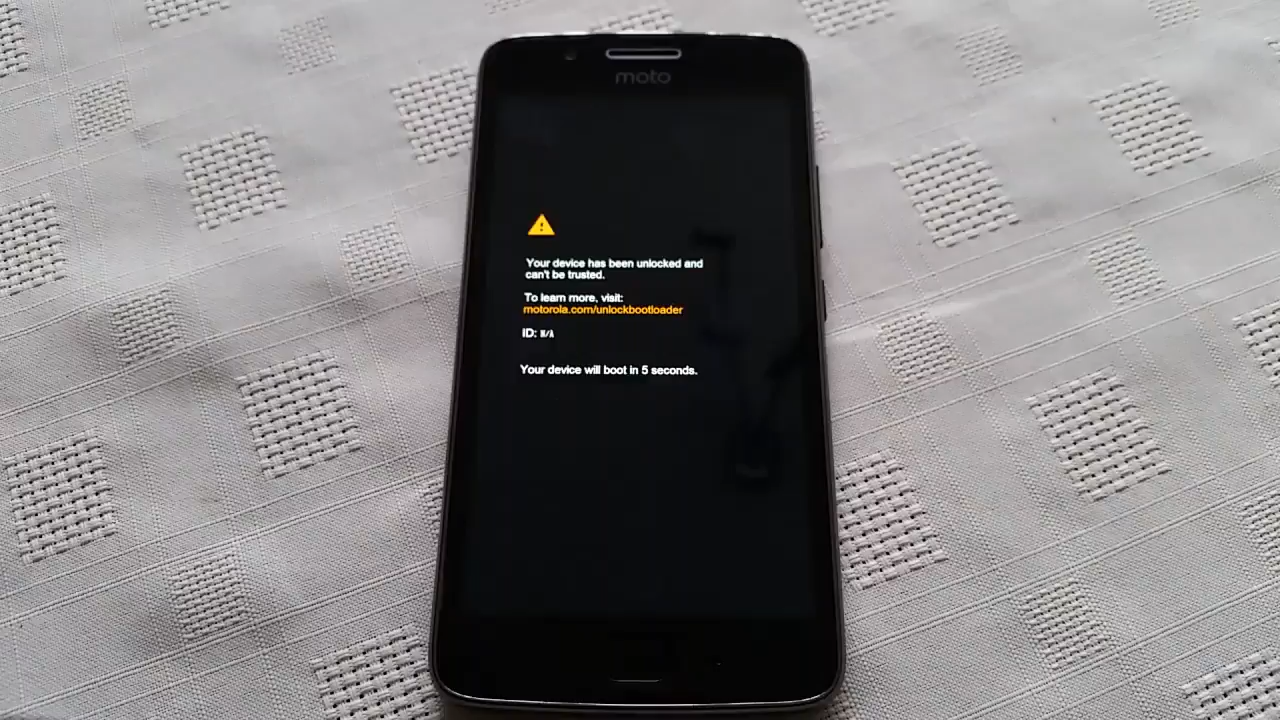 moto
Your device has been unlocked and
can't be trusted.
To learn more, visit:
motorola.com/unlockbootloader
ID: N/A
Your device will boot in 5 seconds.